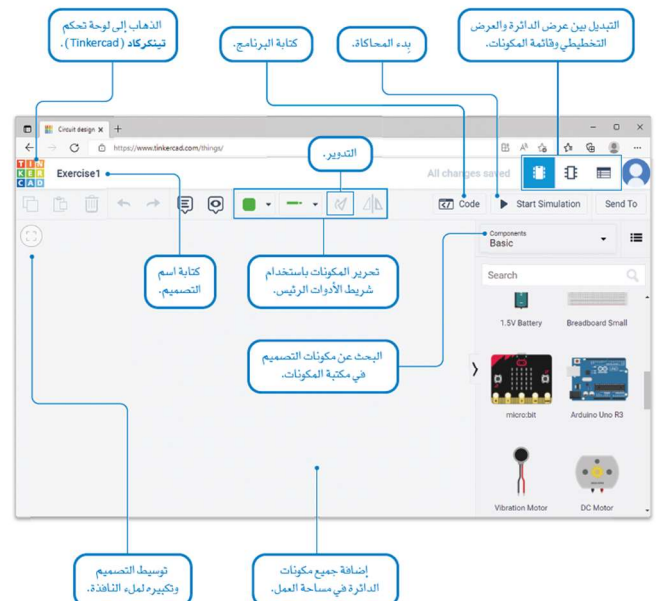 الذهاب إلى لوحة تحكم
تينكركاد (Tinkercad).
كتابة البرنامج.
بدء المحاكاة.
التبديل بين عرض الدائرة والعرض
التخطيطي وقائمة المكونات.
Circuit design
https://www.tinkercad.com/things/
TIN
KER
CAD
Exercise1
التدوير.
All changes saved
Code
Start Simulation
Send To
كتابة اسم
التصميم.
تحرير المكونات باستخدام
شريط الأدوات الرئيس.
Components
Basic
Search
1.5V Battery
Breadboard Small
البحث عن مكونات التصميم
في مكتبة المكونات.
micro:bit
Arduino Uno R3
Vibration Motor
DC Motor
توسيط التصميم
وتكبيره لملء النافذة.
إضافة جميع مكونات
الدائرة في مساحة العمل.